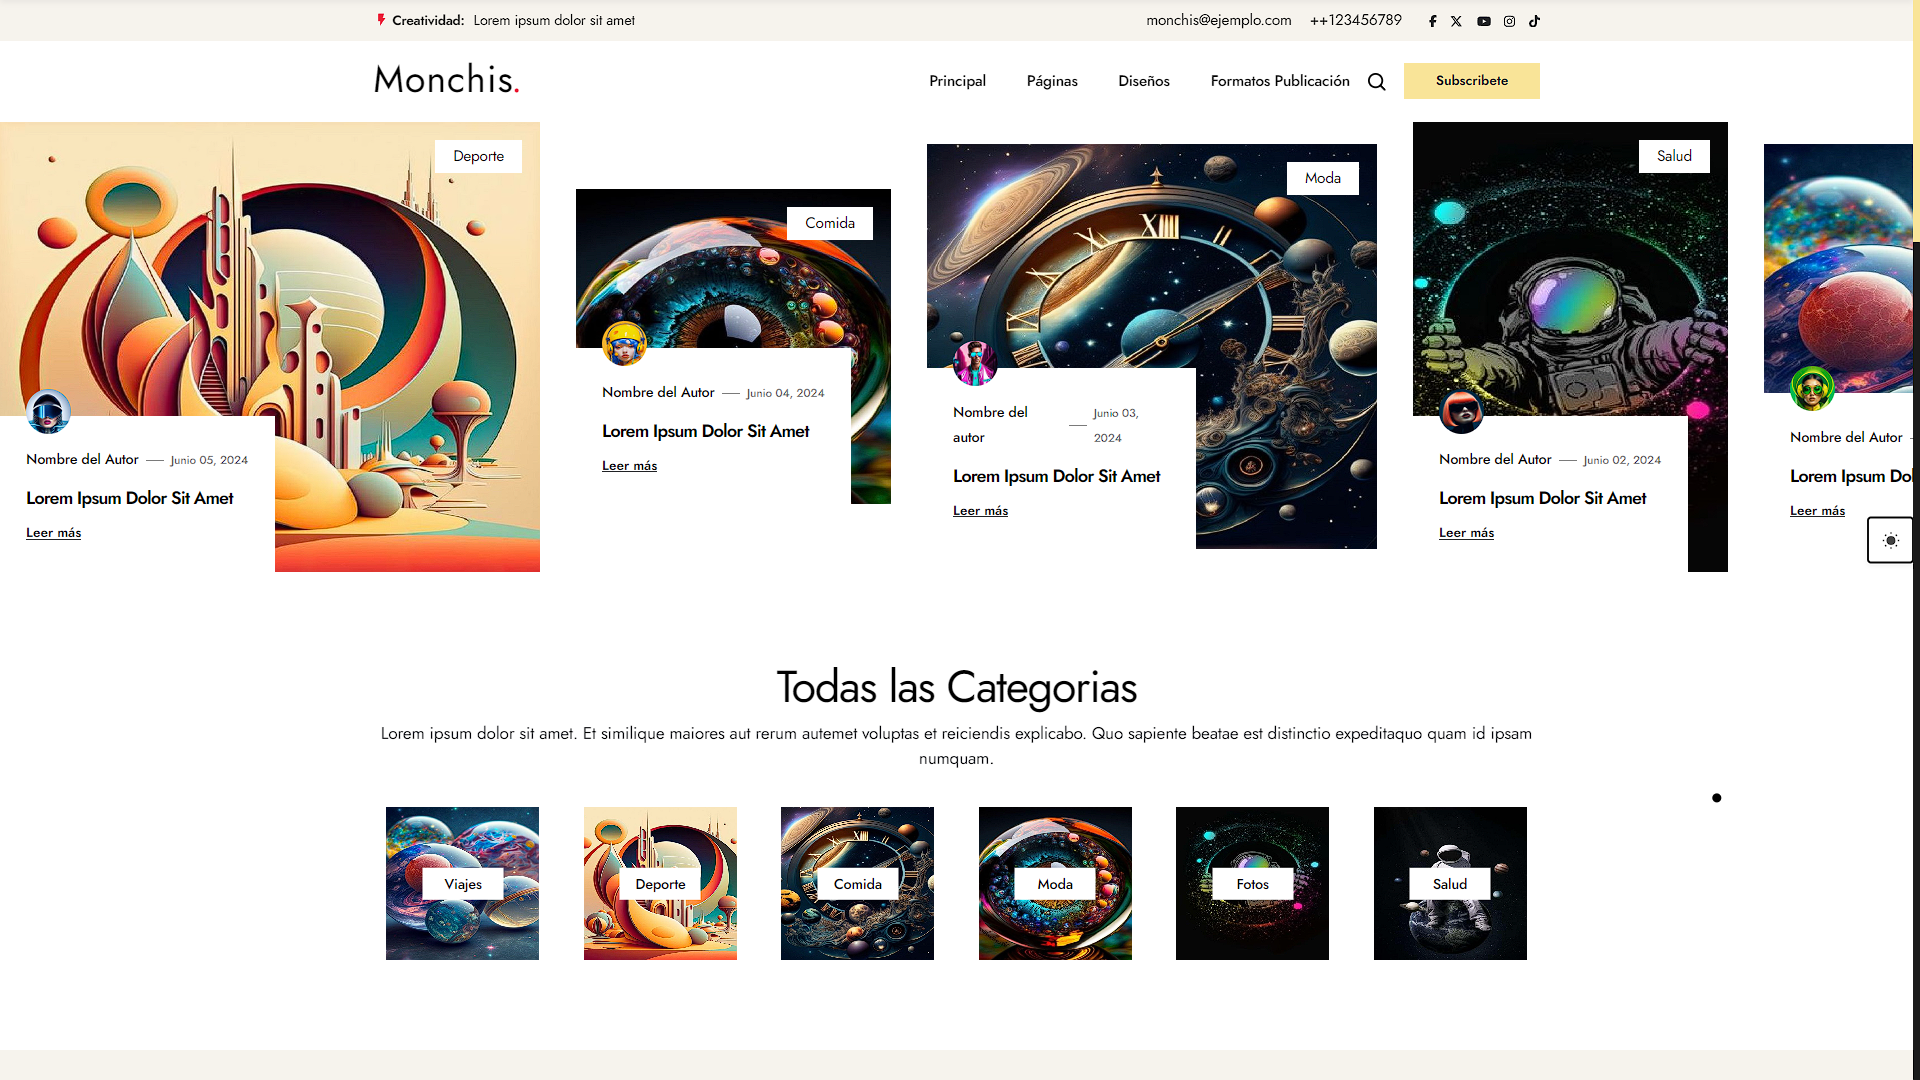 Creatividad: Lorem ipsum dolor sit amet
monchis@ejemplo.com ++123456789
Monchis.
Principal Páginas Diseños Formatos Publicación Subscribete
Deporte
Nombre del Autor — Junio 05, 2024
Lorem Ipsum Dolor Sit Amet
Leer más
Comida
Nombre del Autor — Junio 04, 2024
Lorem Ipsum Dolor Sit Amet
Leer más
Moda
XIII
Nombre del
autor
— Junio 03,
2024
Lorem Ipsum Dolor Sit Amet
Leer más
Salud
Nombre del Autor — Junio 02, 2024
Lorem Ipsum Dolor Sit Amet
Leer más
Nombre del Autor
Lorem Ipsum Dol
Leer más
Todas las Categorias
Lorem ipsum dolor sit amet. Et similique maiores aut rerum autemet voluptas et reiciendis explicabo. Quo sapiente beatae est distinctio expeditaquo quam id ipsam
numquam.
Viajes
Deporte
Comida
Moda
Fotos
Salud